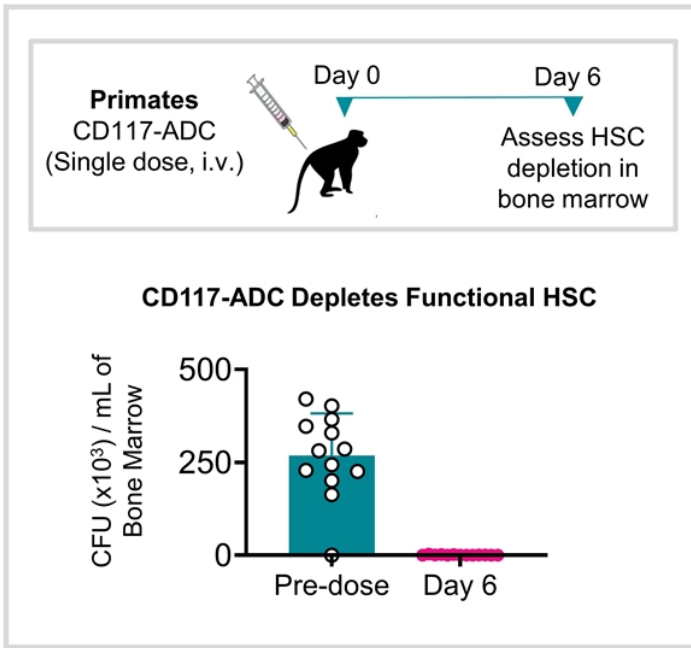 Primates
CD117-ADC
(Single dose, i.v.)
Day 0
Day 6
Assess HSC
depletion in
bone marrow
CD117-ADC Depletes Functional HSC
CFU (x10³) / mL of
Bone Marrow
500
250
0
Pre-dose
Day 6